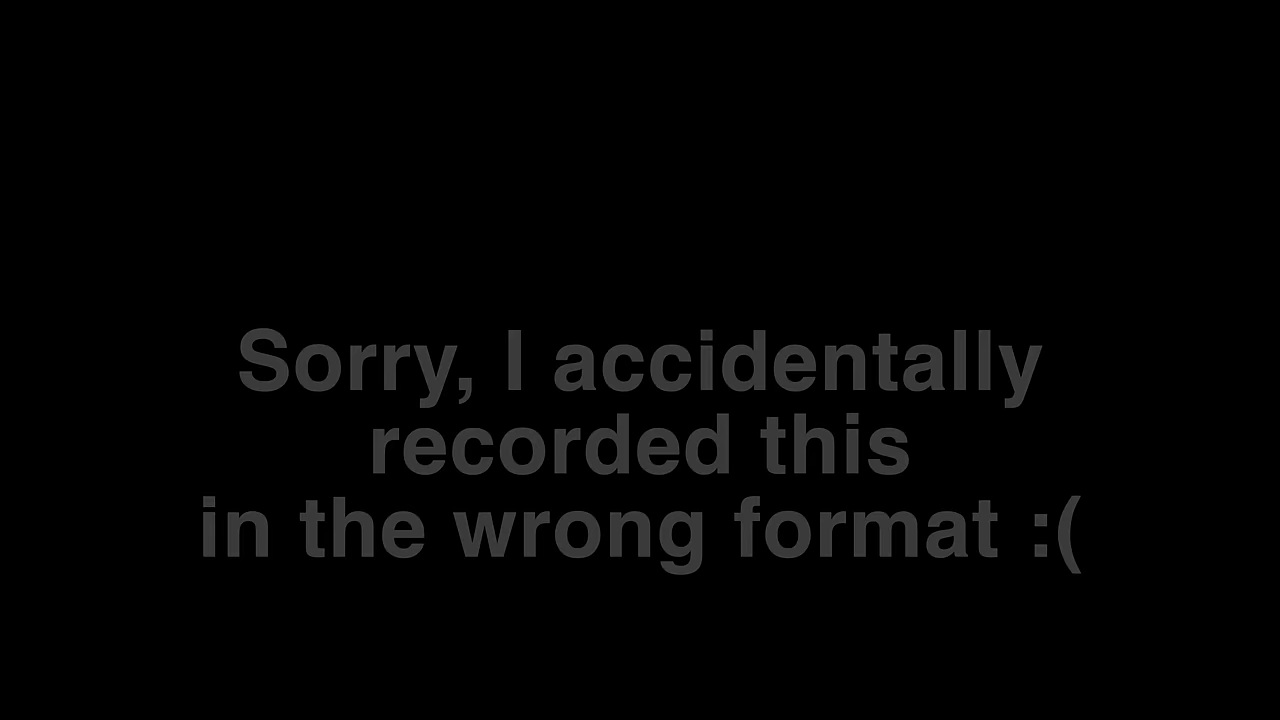 Sorry, I accidentally
recorded this
in the wrong format :(